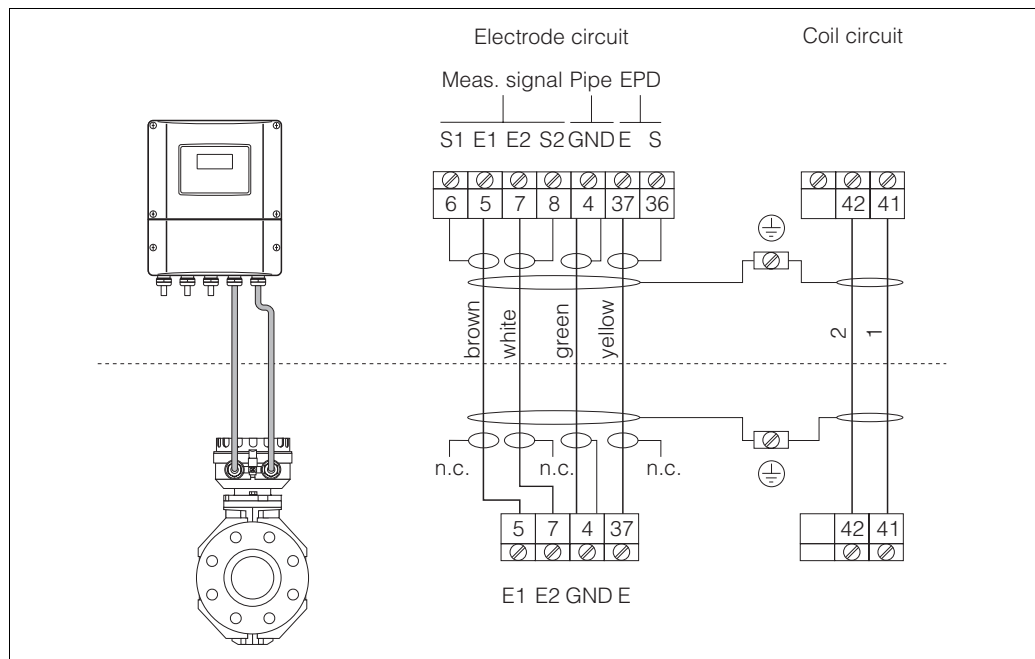 Electrode circuit Coil circuit
Meas. signal Pipe EPD
S1 E1 E2 S2 GND E S
6 5 7 8 4 37 36 42 41
brown white green yellow 2 1
n.c. n.c. n.c.
5 7 4 37 42 41
E1 E2 GND E